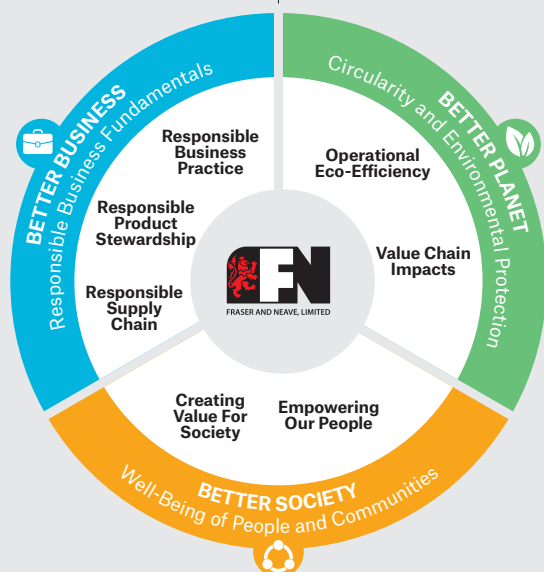 BETTER BUSINESS
Responsible Business Fundamentals
Responsible
Business
Practice
Responsible
Product
Stewardship
Responsible
Supply
Chain
BETTER PLANET
Circularity and Environmental Protection
Operational
Eco-Efficiency
Value Chain
Impacts
FN
FRASER AND NEAVE, LIMITED
Creating
Value For
Society
Empowering
Our People
BETTER SOCIETY
Well-Being of People and Communities